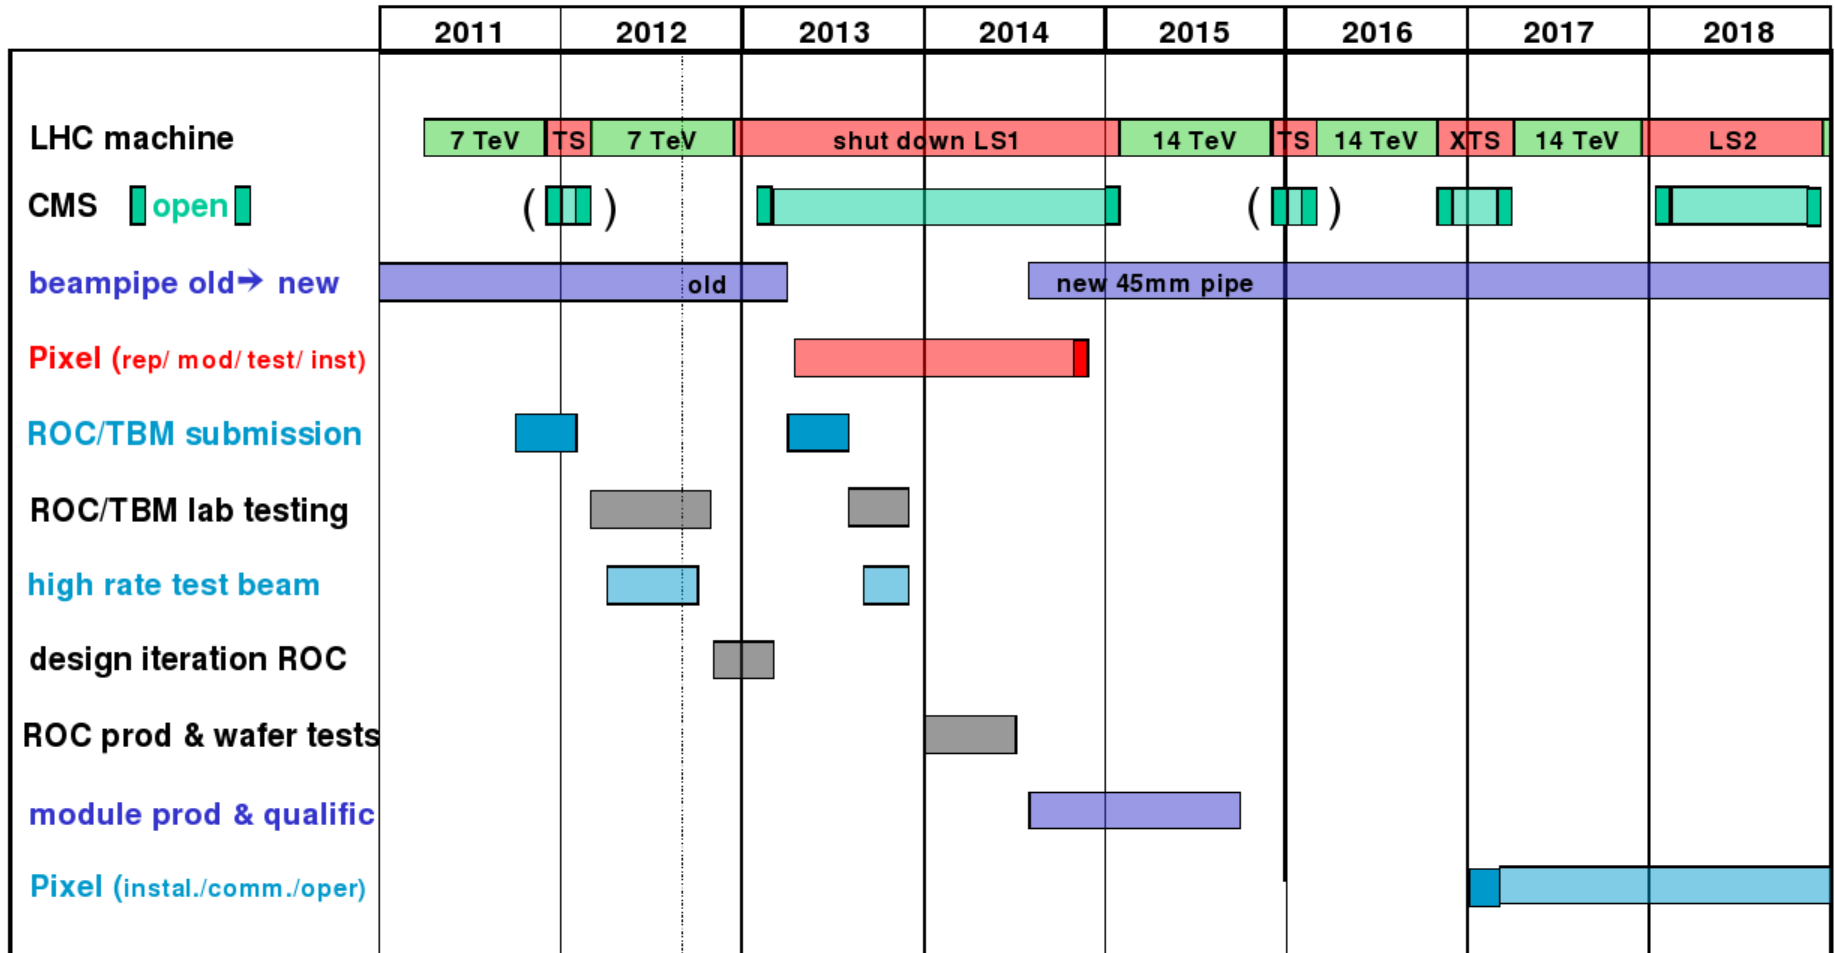 2011 2012 2013 2014 2015 2016 2017 2018
LHC machine 7 TeV TS 7 TeV shut down LS1 14 TeV TS 14 TeV XTS 14 TeV LS2
CMS open ( ) ( )
beampipe old➔ new old new 45mm pipe
Pixel (rep/ mod/ test/ inst)
ROC/TBM submission
ROC/TBM lab testing
high rate test beam
design iteration ROC
ROC prod & wafer tests
module prod & qualific
Pixel (instal./comm./oper)